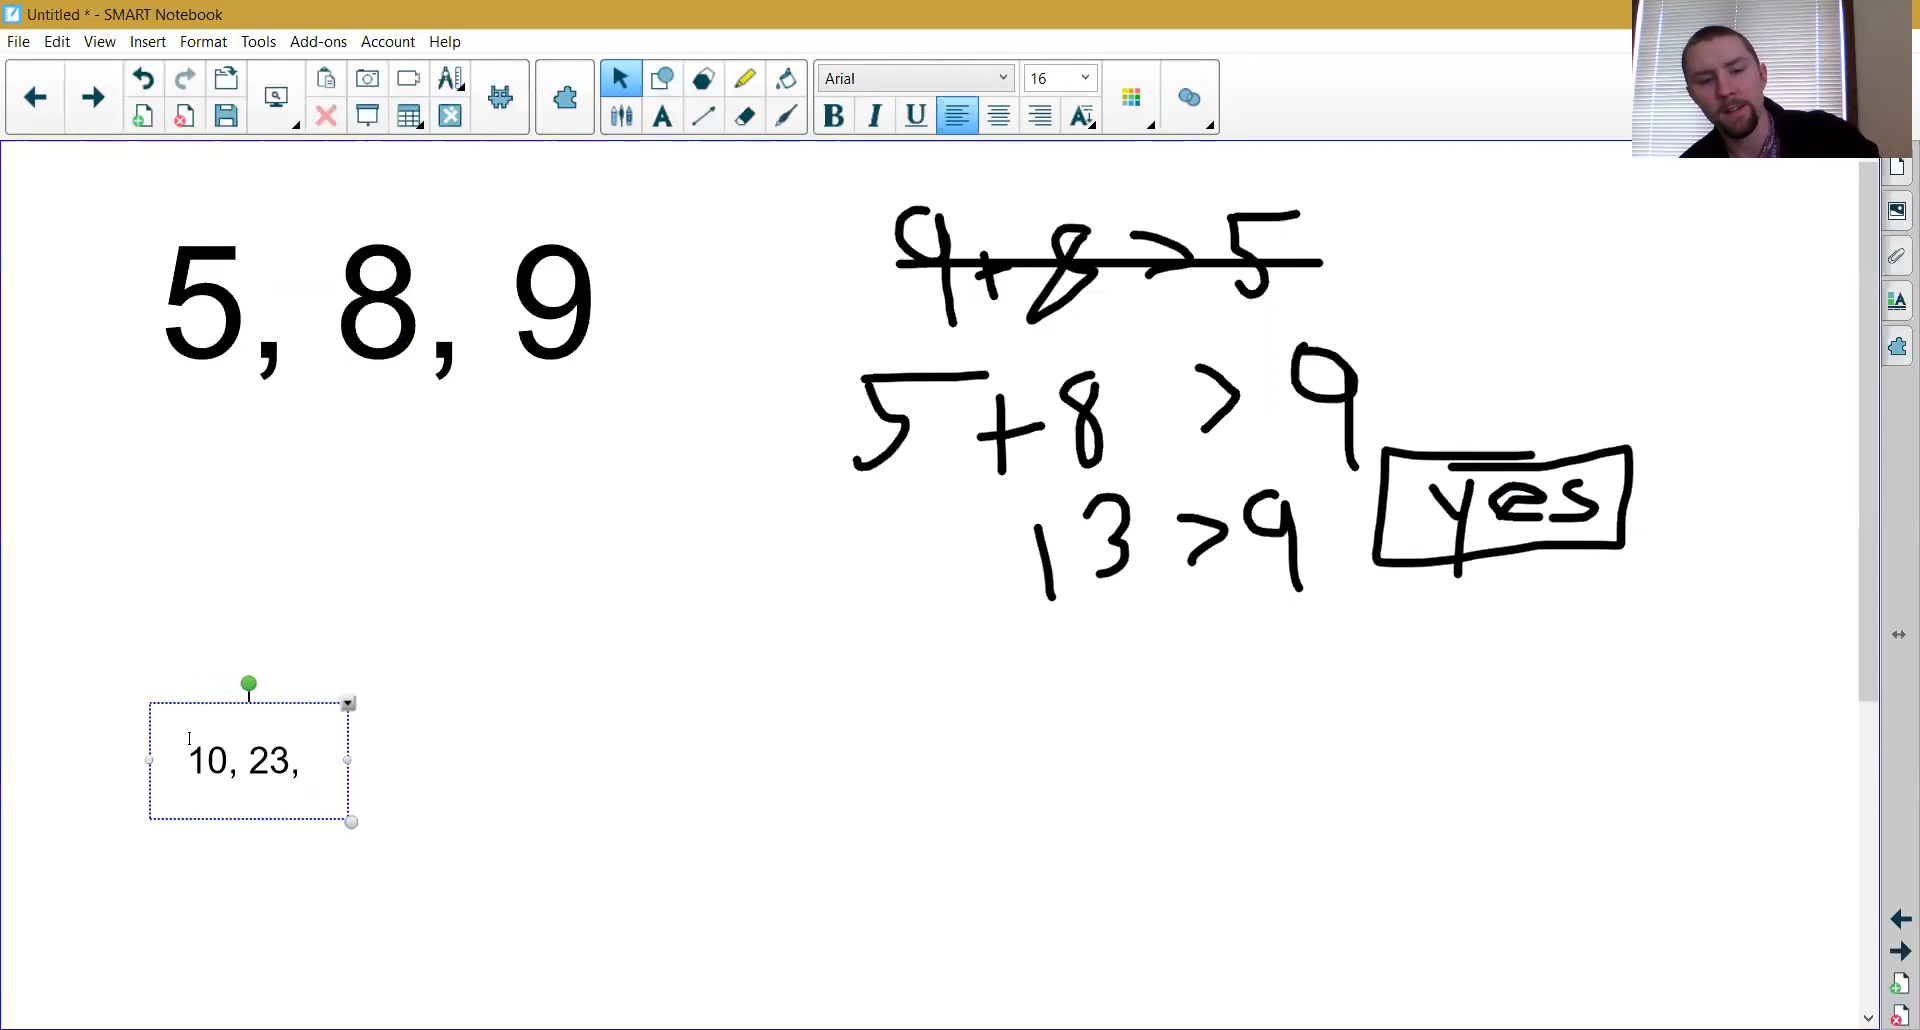 Untitled * - SMART Notebook
File Edit View Insert Format Tools Add-ons Account Help
Arial 16
B I U
5, 8, 9
9+8>5
5+8 > 9
13 >9
yes
10, 23,